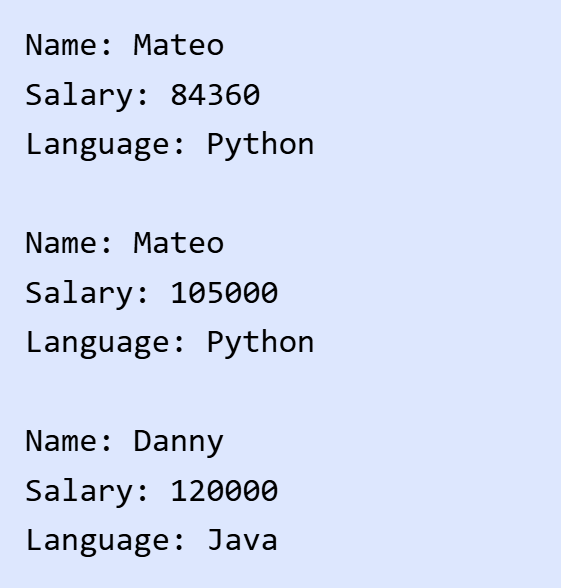 Name: Mateo
Salary: 84360
Language: Python
Name: Mateo
Salary: 105000
Language: Python
Name: Danny
Salary: 120000
Language: Java